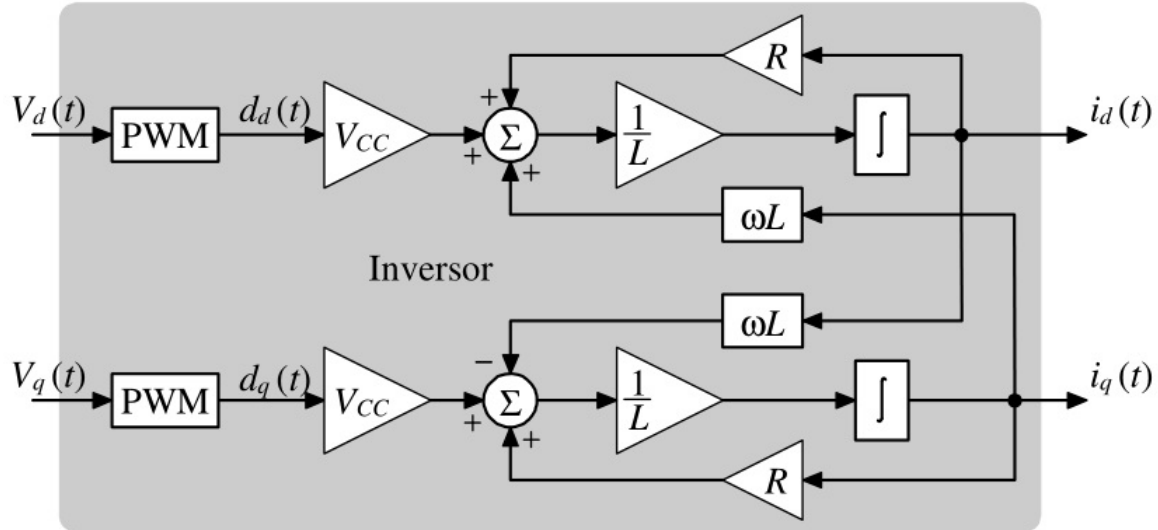 R
+
V_d(t)
PWM
d_d(t)
V_CC
+
Σ
+
1/L
∫
i_d(t)
ωL
Inversor
ωL
−
V_q(t)
PWM
d_q(t)
V_CC
+
Σ
+
1/L
∫
i_q(t)
R